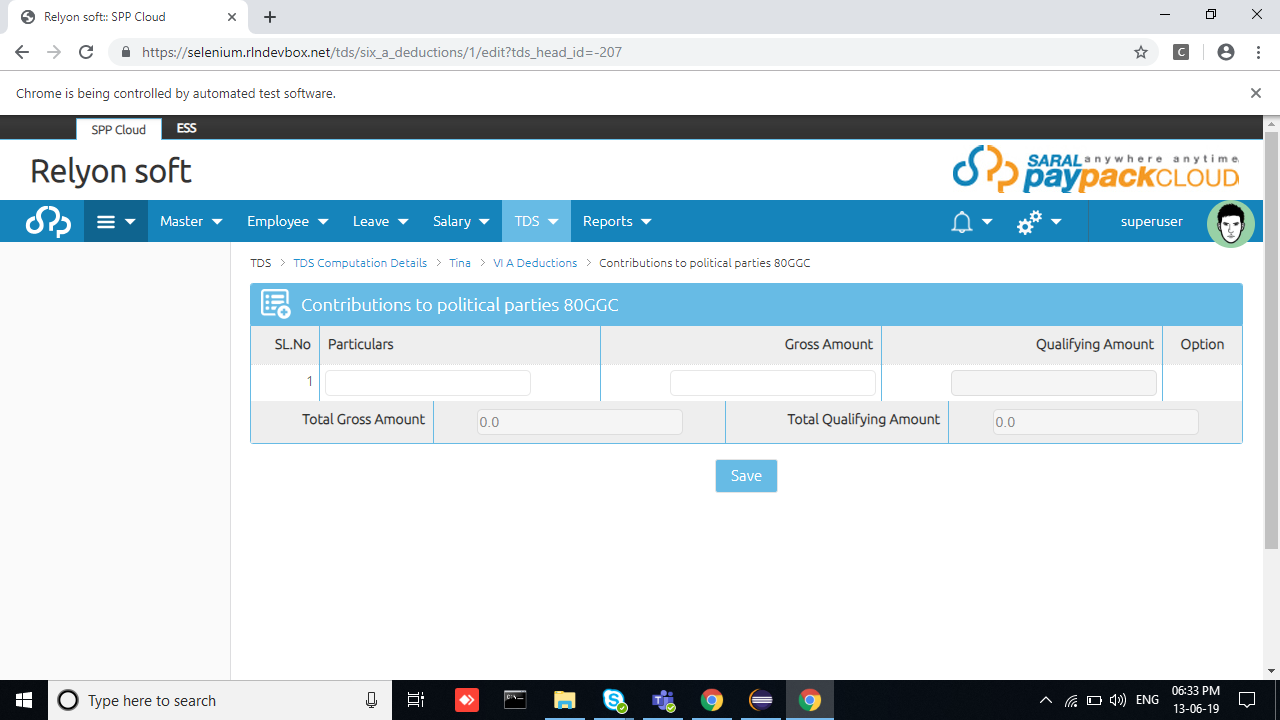 Relyon soft:: SPP Cloud
https://selenium.rlndevbox.net/tds/six_a_deductions/1/edit?tds_head_id=-207
C
Chrome is being controlled by automated test software.
SPP Cloud ESS
Relyon soft
SARAL anywhere anytime
paypackCLOUD
Master Employee Leave Salary TDS Reports superuser
TDS > TDS Computation Details > Tina > VI A Deductions > Contributions to political parties 80GGC
Contributions to political parties 80GGC
SL.No Particulars Gross Amount Qualifying Amount Option
1
Total Gross Amount 0.0 Total Qualifying Amount 0.0
Save
Type here to search
ENG
06:33 PM
13-06-19